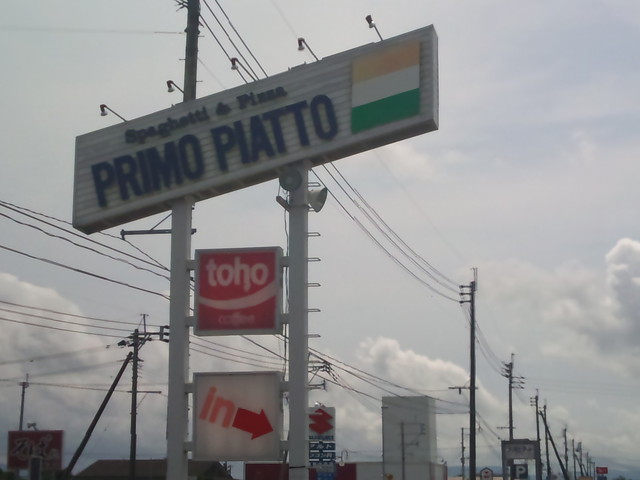 Spaghetti & Pizza
PRIMO PIATTO
toho
coffee
in
P